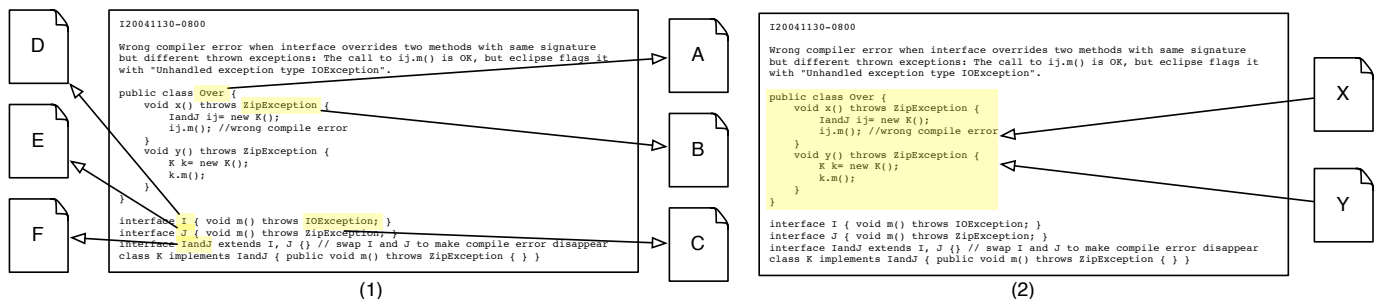 D
E
F
I20041130-0800
Wrong compiler error when interface overrides two methods with same signature
but different thrown exceptions: The call to ij.m() is OK, but eclipse flags it
with "Unhandled exception type IOException".
public class Over {
void x() throws ZipException {
IandJ ij= new K();
ij.m(); //wrong compile error
}
void y() throws ZipException {
K k= new K();
k.m();
}
}
interface I { void m() throws IOException; }
interface J { void m() throws ZipException; }
interface IandJ extends I, J {} // swap I and J to make compile error disappear
class K implements IandJ { public void m() throws ZipException { } }
(1)
A
B
C
I20041130-0800
Wrong compiler error when interface overrides two methods with same signature
but different thrown exceptions: The call to ij.m() is OK, but eclipse flags it
with "Unhandled exception type IOException".
public class Over {
void x() throws ZipException {
IandJ ij= new K();
ij.m(); //wrong compile error
}
void y() throws ZipException {
K k= new K();
k.m();
}
}
interface I { void m() throws IOException; }
interface J { void m() throws ZipException; }
interface IandJ extends I, J {} // swap I and J to make compile error disappear
class K implements IandJ { public void m() throws ZipException { } }
(2)
X
Y